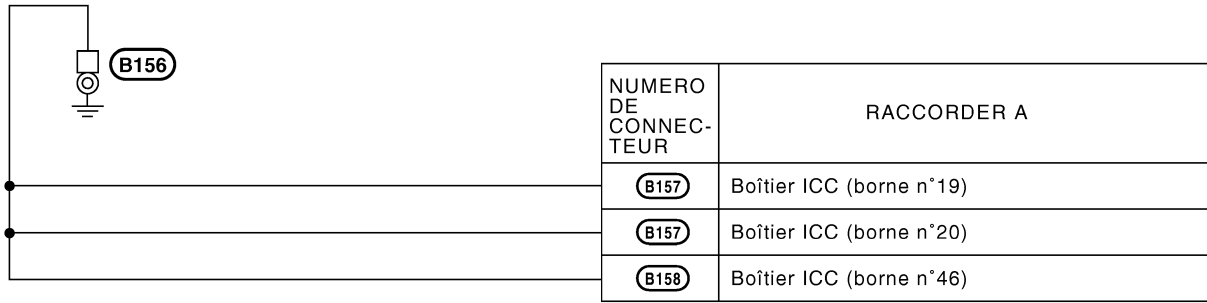 B156
NUMERO
DE
CONNEC-
TEUR
RACCORDER A
B157 Boîtier ICC (borne n°19)
B157 Boîtier ICC (borne n°20)
B158 Boîtier ICC (borne n°46)